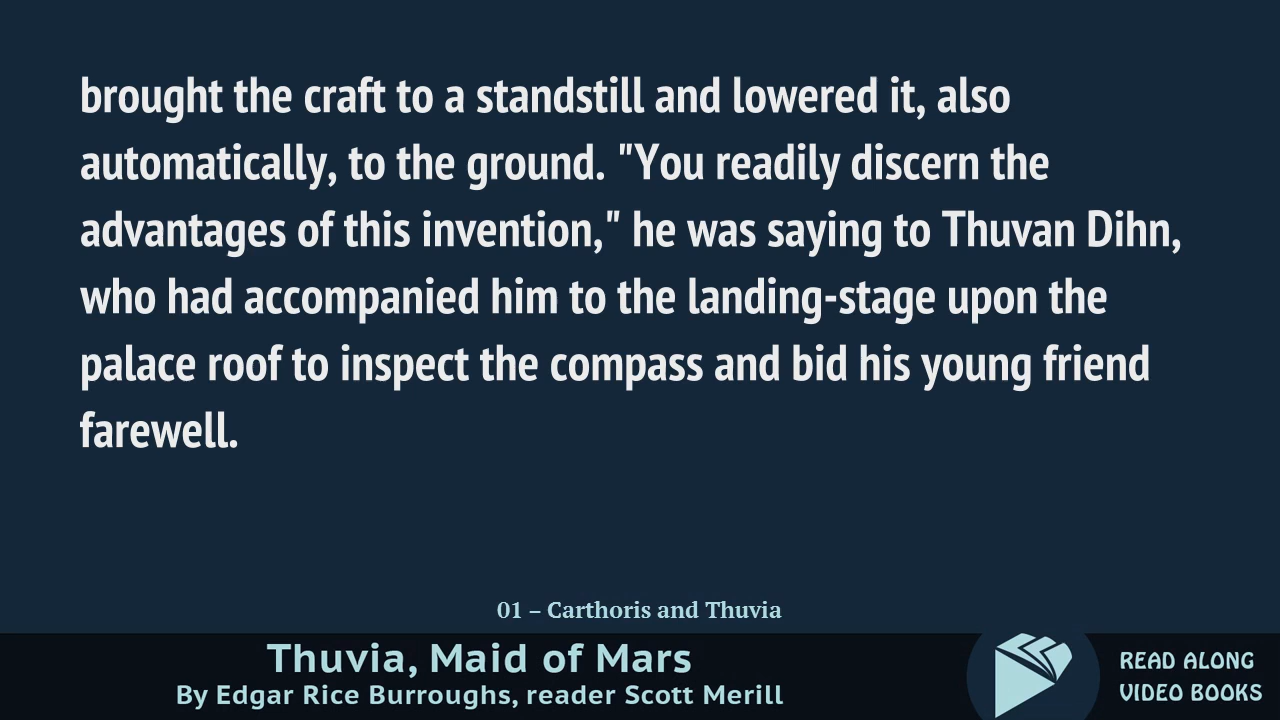 brought the craft to a standstill and lowered it, also
automatically, to the ground. "You readily discern the
advantages of this invention," he was saying to Thuvan Dihn,
who had accompanied him to the landing-stage upon the
palace roof to inspect the compass and bid his young friend
farewell.
01 – Carthoris and Thuvia
Thuvia, Maid of Mars
By Edgar Rice Burroughs, reader Scott Merill
READ ALONG
VIDEO BOOKS